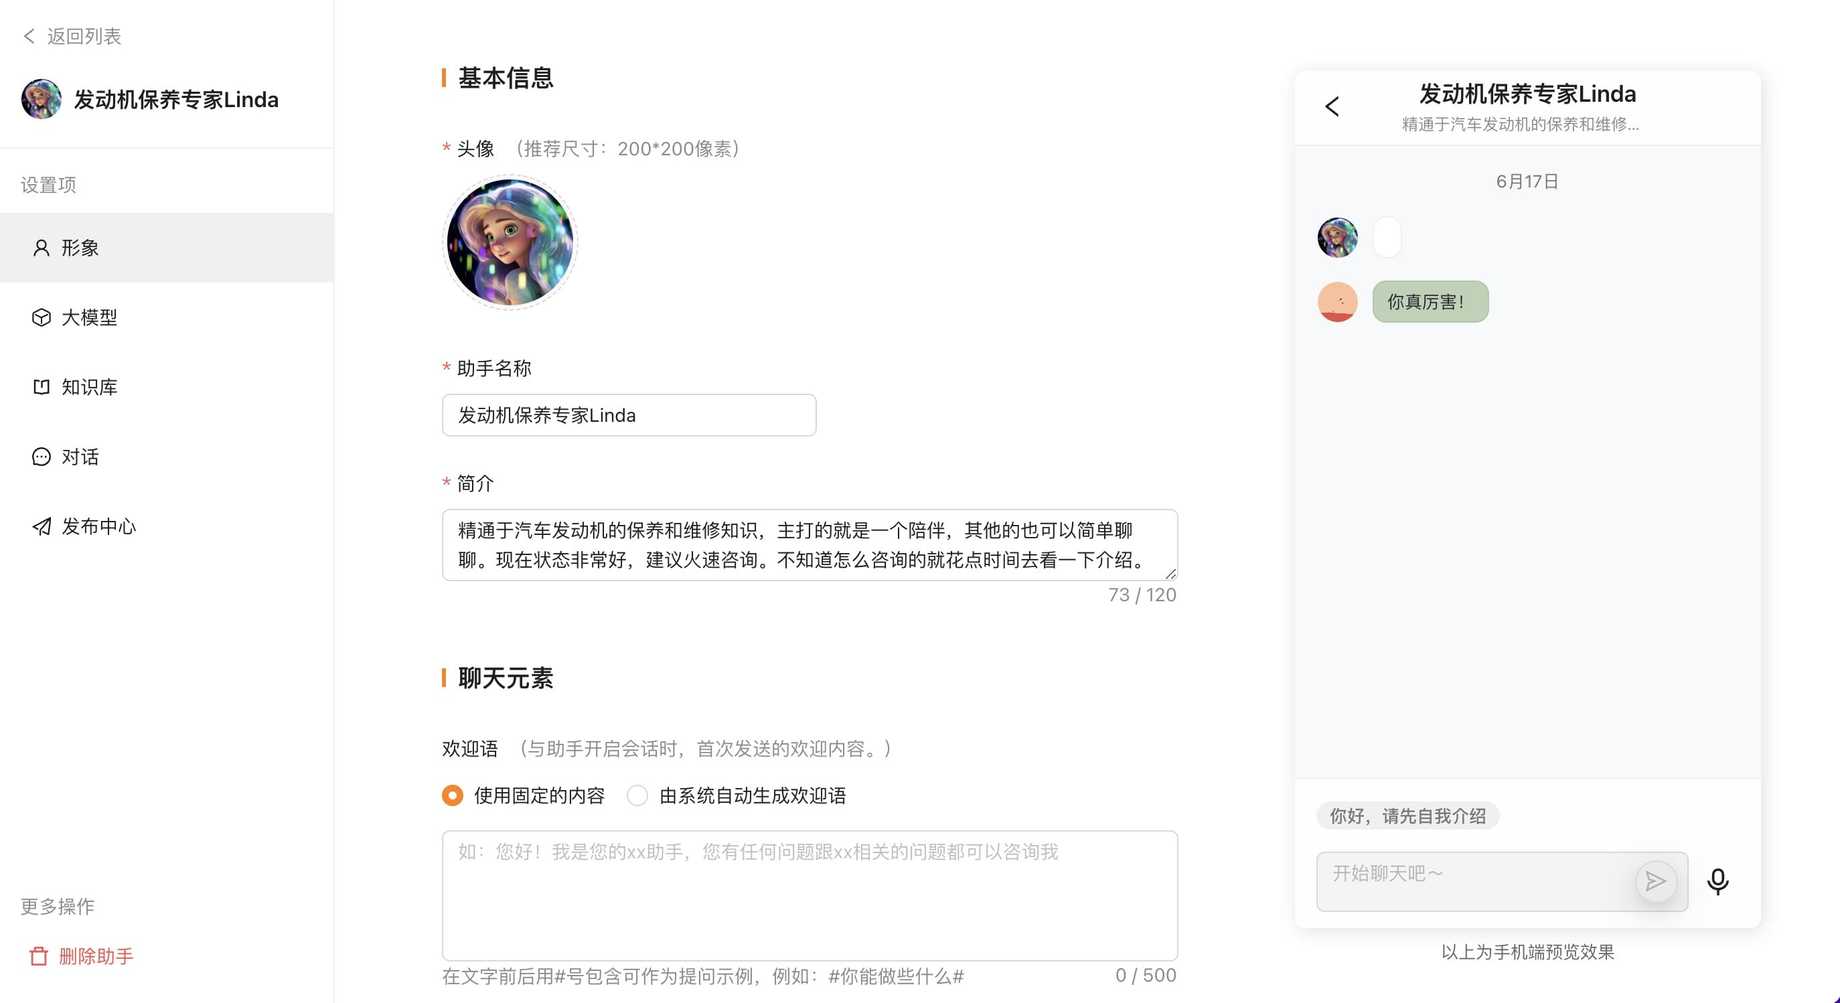 返回列表
发动机保养专家Linda
设置项
形象
大模型
知识库
对话
发布中心
更多操作
删除助手
基本信息
* 头像 （推荐尺寸：200*200像素）
* 助手名称
发动机保养专家Linda
* 简介
精通于汽车发动机的保养和维修知识，主打的就是一个陪伴，其他的也可以简单聊
聊。现在状态非常好，建议火速咨询。不知道怎么咨询的就花点时间去看一下介绍。
73 / 120
聊天元素
欢迎语 （与助手开启会话时，首次发送的欢迎内容。）
使用固定的内容 由系统自动生成欢迎语
如：您好！我是您的xx助手，您有任何问题跟xx相关的问题都可以咨询我
在文字前后用#号包含可作为提问示例，例如：#你能做些什么# 0 / 500
发动机保养专家Linda
精通于汽车发动机的保养和维修...
6月17日
你真厉害！
你好，请先自我介绍
开始聊天吧～
以上为手机端预览效果